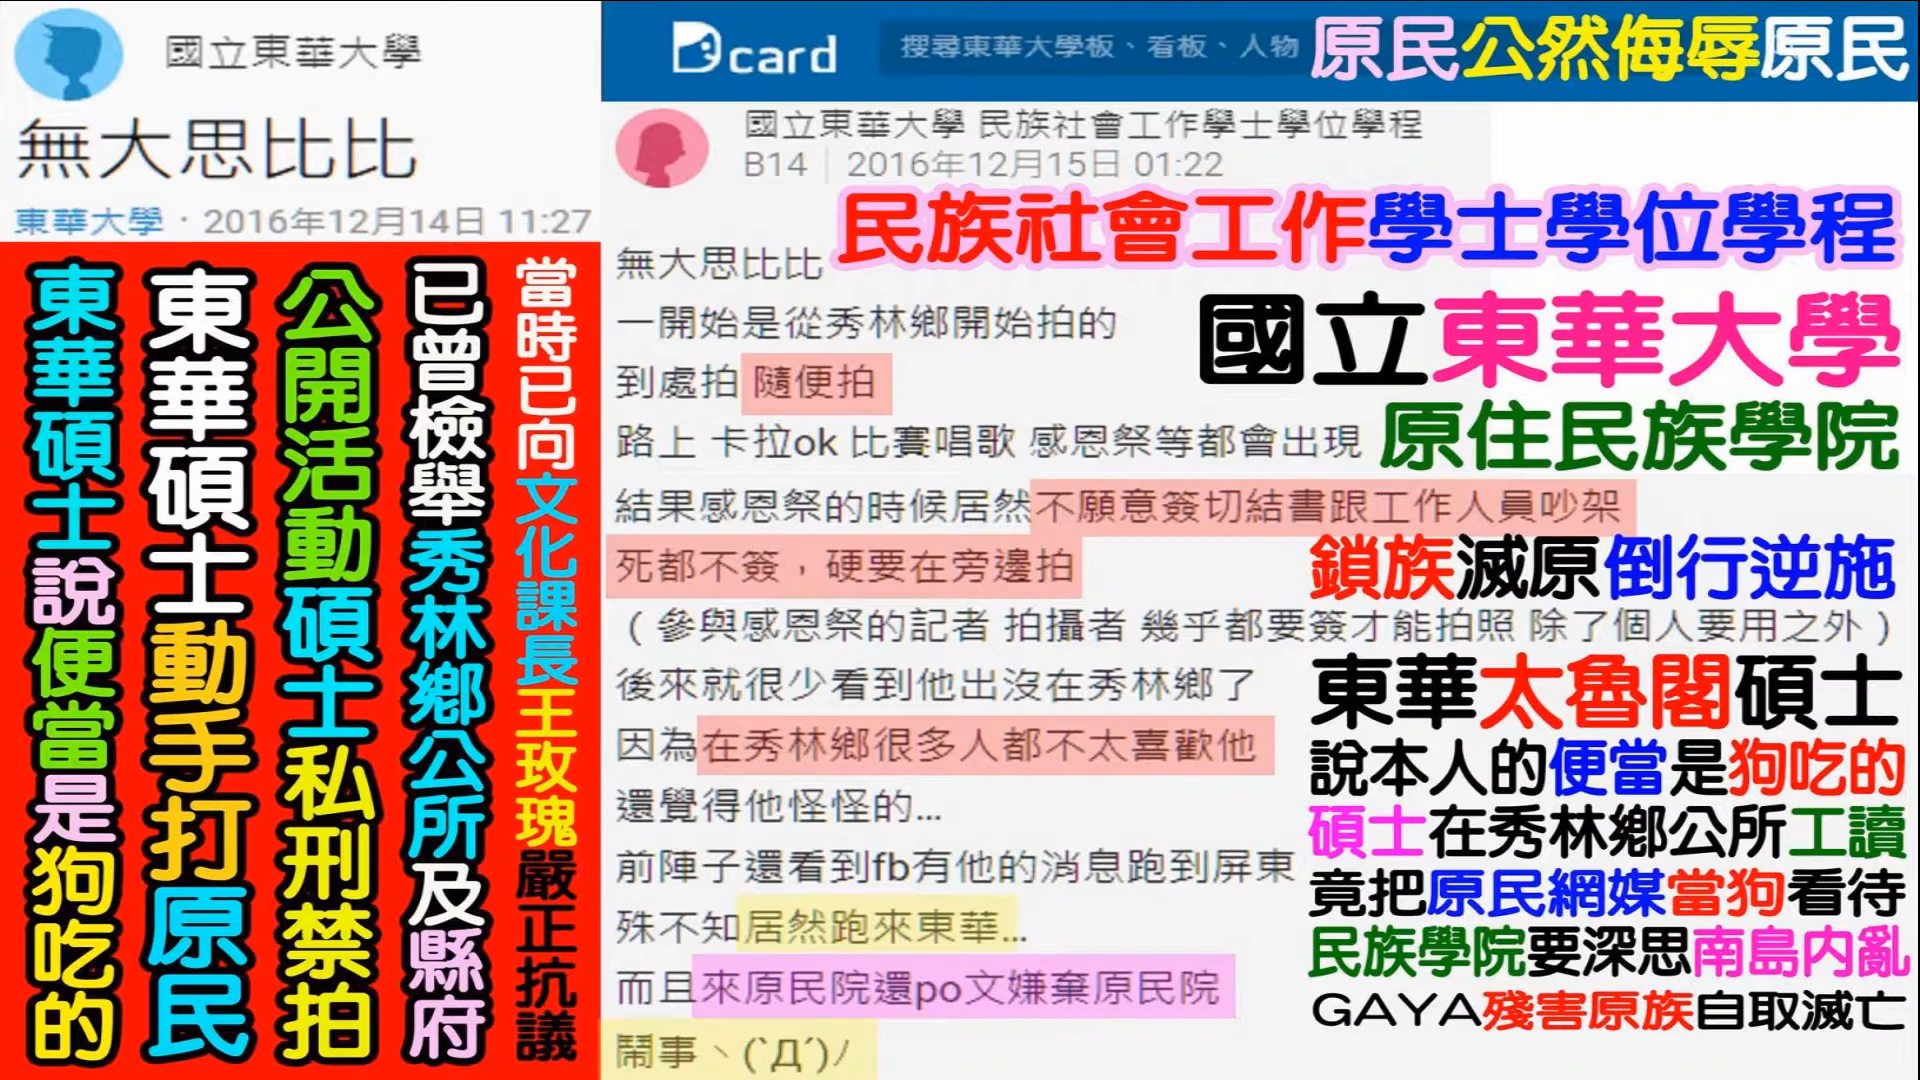 國立東華大學
無大思比比
東華大學・2016年12月14日 11:27
當時已向文化課長王玫瑰嚴正抗議
已曾檢舉秀林鄉公所及縣府
公開活動碩士私刑禁拍
東華碩士動手打原民
東華碩士說便當是狗吃的
Dcard
搜尋東華大學板、看板、人物
原民公然侮辱原民
國立東華大學 民族社會工作學士學位學程
B14｜2016年12月15日 01:22
民族社會工作學士學位學程
國立東華大學
原住民族學院
無大思比比
一開始是從秀林鄉開始拍的
到處拍 隨便拍
路上 卡拉ok 比賽唱歌 感恩祭等都會出現
結果感恩祭的時候居然不願意簽切結書跟工作人員吵架
死都不簽，硬要在旁邊拍
（參與感恩祭的記者 拍攝者 幾乎都要簽才能拍照 除了個人要用之外）
後來就很少看到他出沒在秀林鄉了
因為在秀林鄉很多人都不太喜歡他
還覺得他怪怪的...
前陣子還看到fb有他的消息跑到屏東
殊不知居然跑來東華...
而且來原民院還po文嫌棄原民院
鬧事ヽ(`Д´)ﾉ
鎖族滅原倒行逆施
東華太魯閣碩士
說本人的便當是狗吃的
碩士在秀林鄉公所工讀
竟把原民網媒當狗看待
民族學院要深思南島內亂
GAYA殘害原族自取滅亡